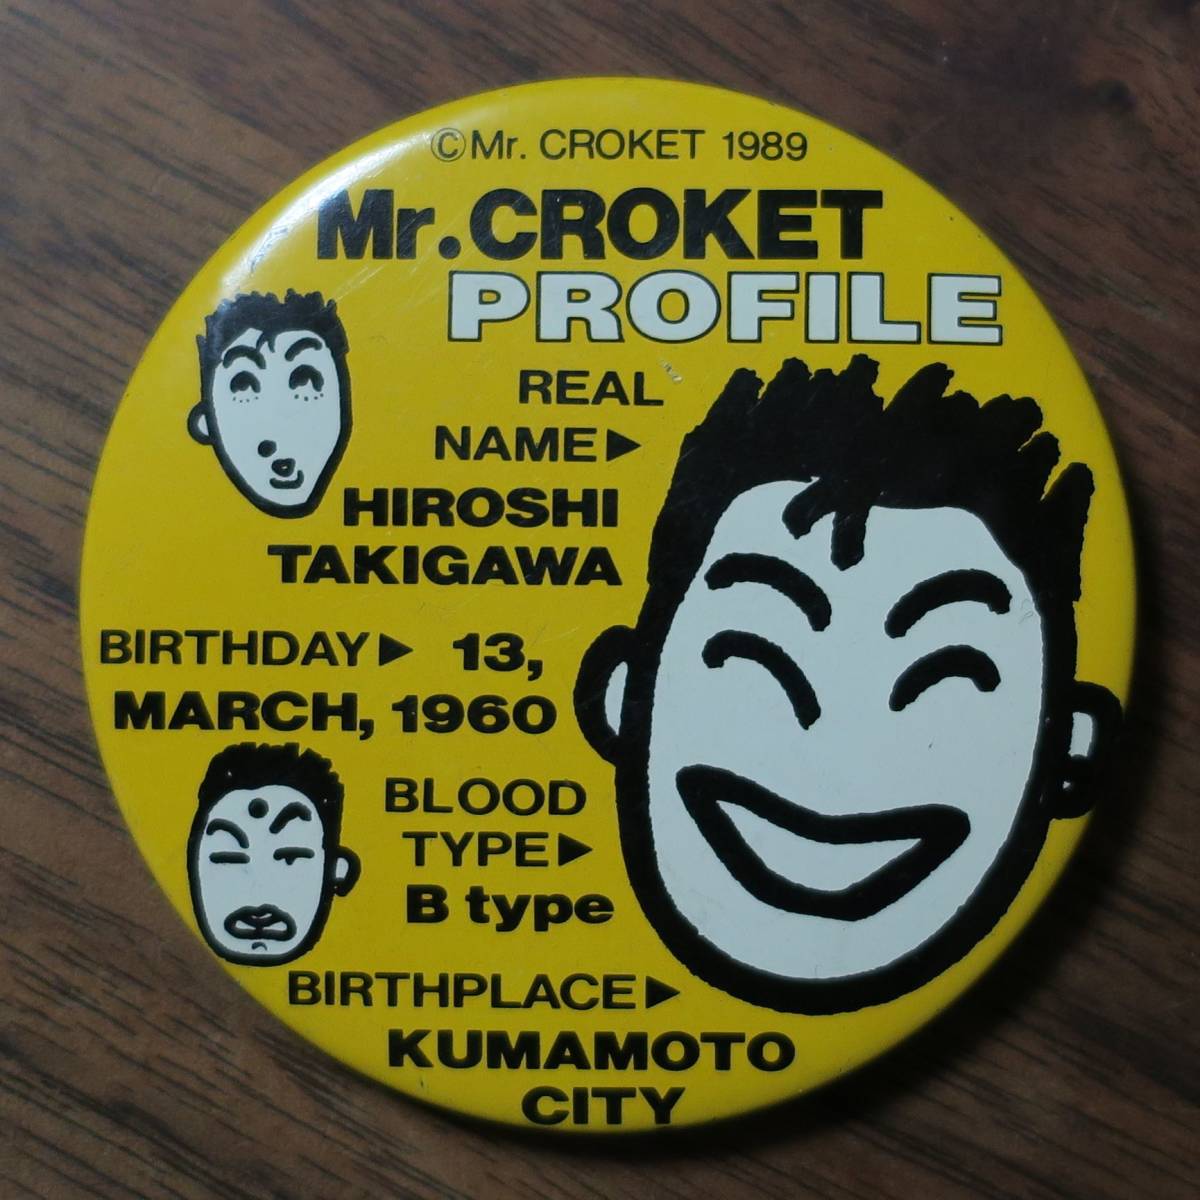 ©Mr. CROKET 1989
Mr.CROKET
PROFILE
REAL
NAME▶
HIROSHI
TAKIGAWA
BIRTHDAY▶ 13,
MARCH, 1960
BLOOD
TYPE▶
B type
BIRTHPLACE▶
KUMAMOTO
CITY